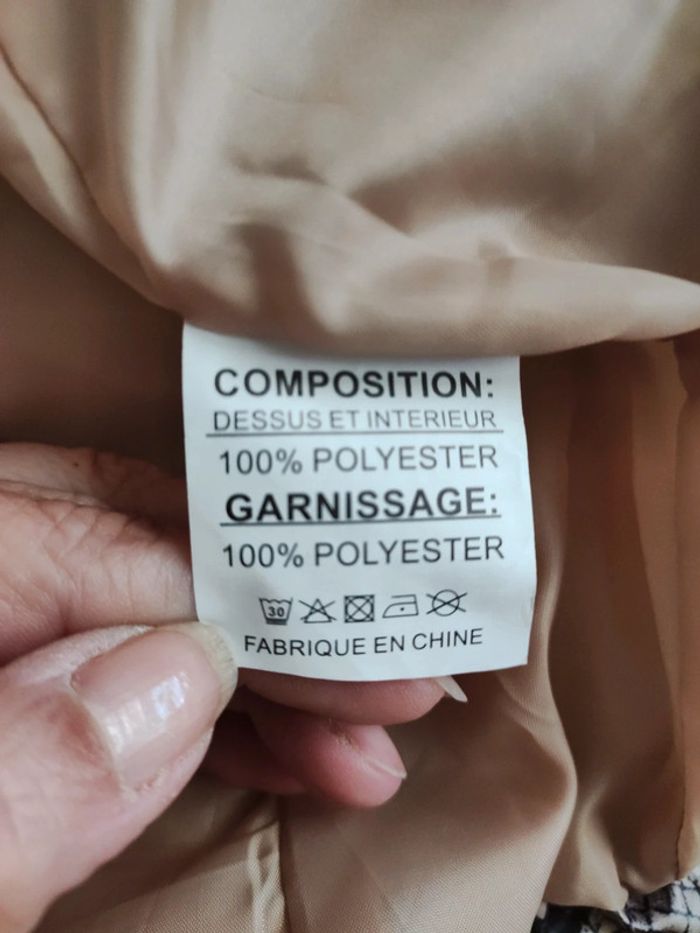 COMPOSITION:
DESSUS ET INTERIEUR
100% POLYESTER
GARNISSAGE:
100% POLYESTER
30
FABRIQUE EN CHINE